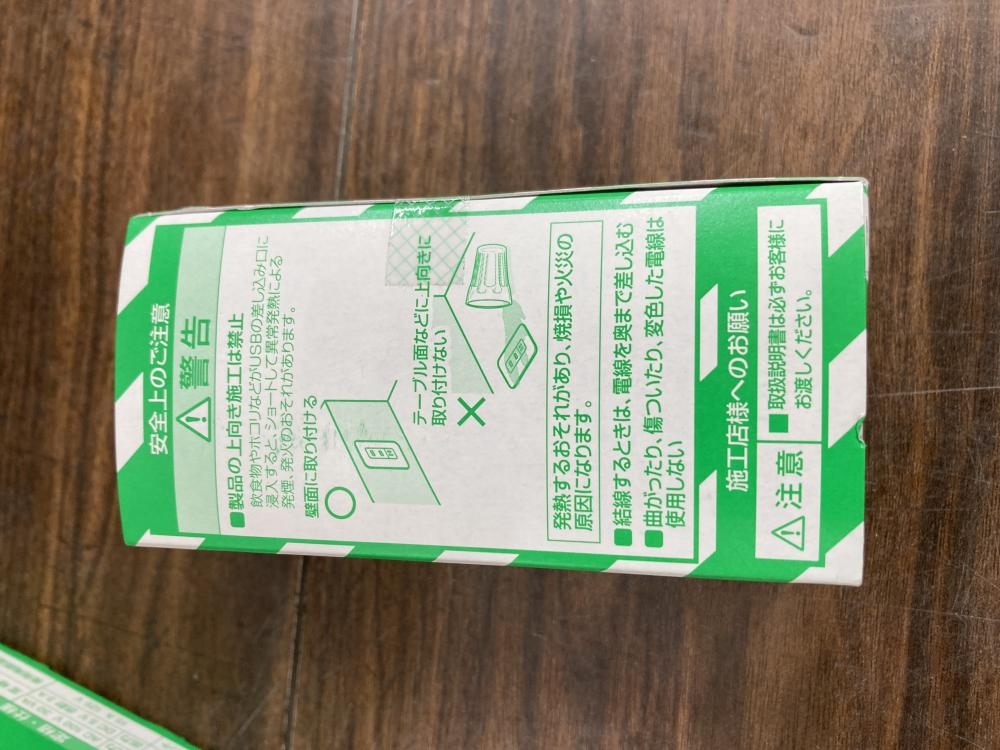 安全上のご注意
警告
■製品の上向き施工は禁止
飲食物やホコリなどがUSBの差し込み口に
浸入すると、ショートして異常発熱による
発煙、発火のおそれがあります。
壁面に取り付ける
テーブル面などに上向きに
取り付けない
発熱するおそれがあり、焼損や火災の
原因になります。
■結線するときは、電線を奥まで差し込む
■曲がったり、傷ついたり、変色した電線は
使用しない
施工店様へのお願い
注意
■取扱説明書は必ずお客様に
お渡しください。